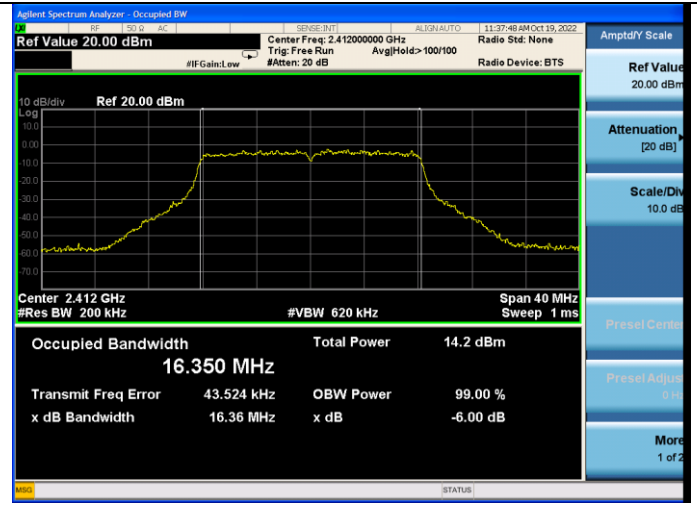 Agilent Spectrum Analyzer - Occupied BW
RF 50 Ω AC SENSE:INT ALIGN AUTO 11:37:48 AM Oct 19, 2022
Ref Value 20.00 dBm Center Freq: 2.412000000 GHz Radio Std: None
Trig: Free Run Avg|Hold:>100/100
#IFGain:Low #Atten: 20 dB Radio Device: BTS
10 dB/div Ref 20.00 dBm
Log
10.0
0.00
-10.0
-20.0
-30.0
-40.0
-50.0
-60.0
-70.0
Center 2.412 GHz Span 40 MHz
#Res BW 200 kHz #VBW 620 kHz Sweep 1 ms
Occupied Bandwidth Total Power 14.2 dBm
16.350 MHz
Transmit Freq Error 43.524 kHz OBW Power 99.00 %
x dB Bandwidth 16.36 MHz x dB -6.00 dB
MSG STATUS
Amptd/Y Scale
Ref Value
20.00 dBm
Attenuation
[20 dB]
Scale/Div
10.0 dB
Presel Center
Presel Adjus
0 Hz
More
1 of 2